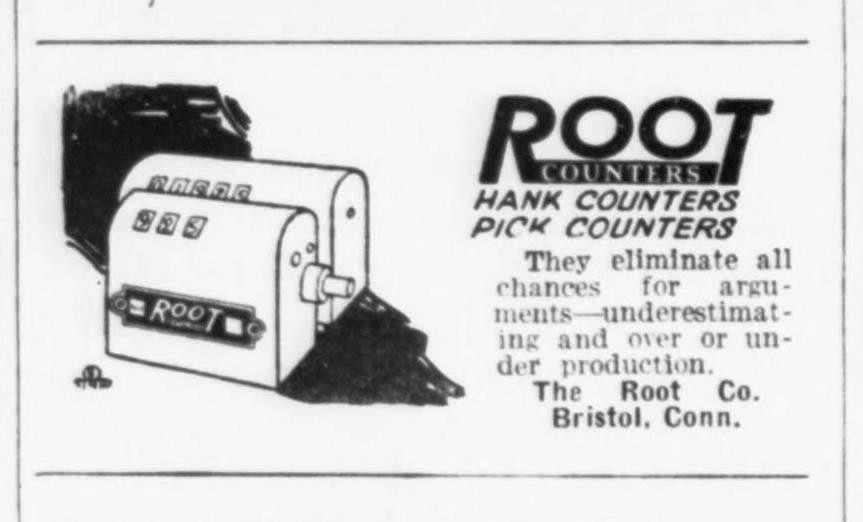 ROOT
COUNTERS
HANK COUNTERS
PICK COUNTERS
They eliminate all
chances for argu-
ments—underestimat-
ing and over or un-
der production.
The Root Co.
Bristol, Conn.
ROOT